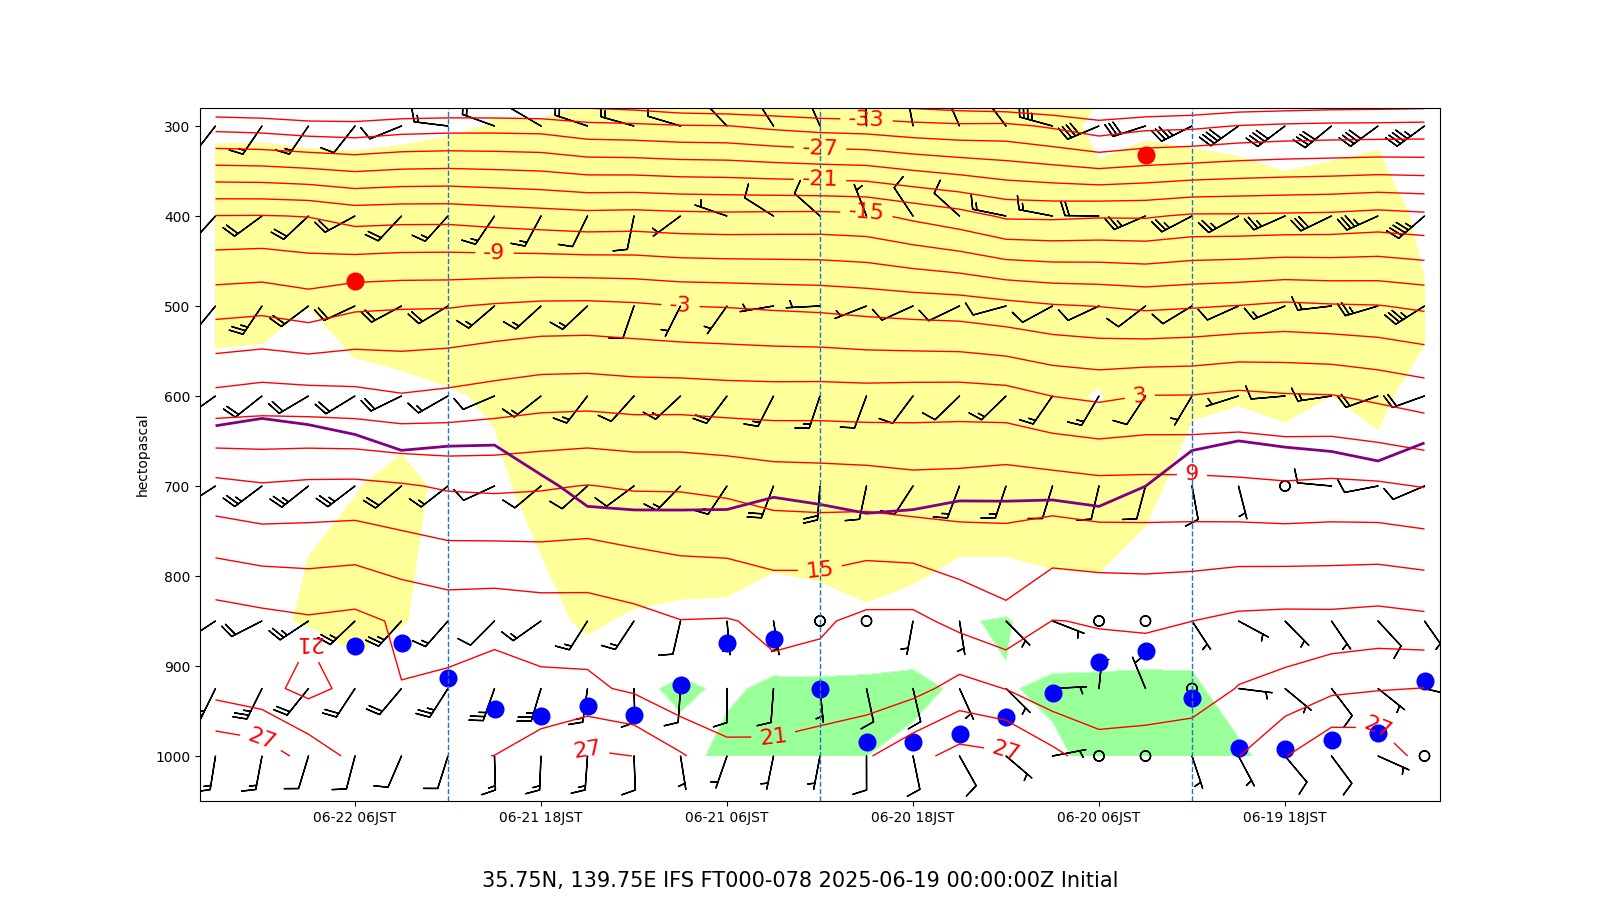 300
400
500
600
700
800
900
1000
hectopascal
-33
-27
-21
-15
-9
-3
3
9
15
21
27
27
21
27
27
06-22 06JST
06-21 18JST
06-21 06JST
06-20 18JST
06-20 06JST
06-19 18JST
35.75N, 139.75E IFS FT000-078 2025-06-19 00:00:00Z Initial